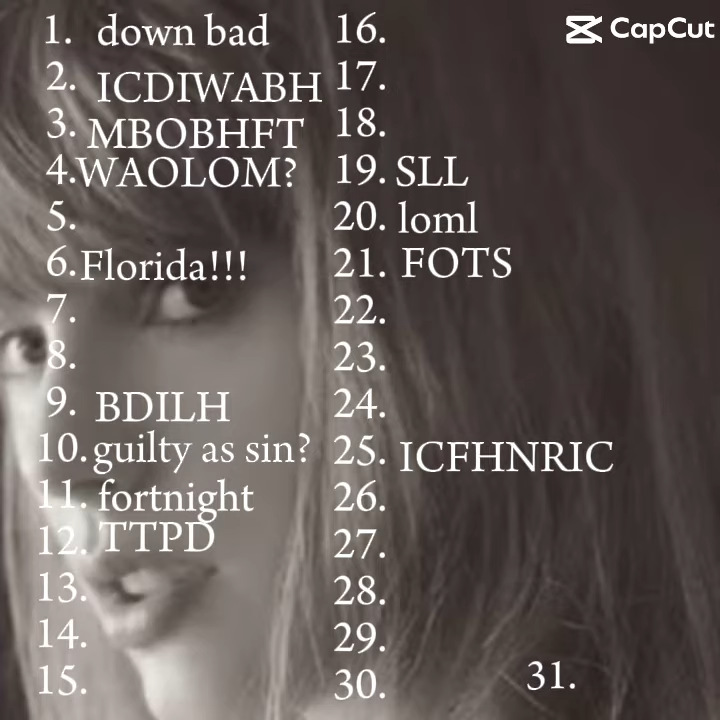 1. down bad
2. ICDIWABH
3. MBOBHFT
4. WAOLOM?
5.
6. Florida!!!
7.
8.
9. BDILH
10. guilty as sin?
11. fortnight
12. TTPD
13.
14.
15.
16.
17.
18.
19. SLL
20. loml
21. FOTS
22.
23.
24.
25. ICFHNRIC
26.
27.
28.
29.
30.
31.
CapCut